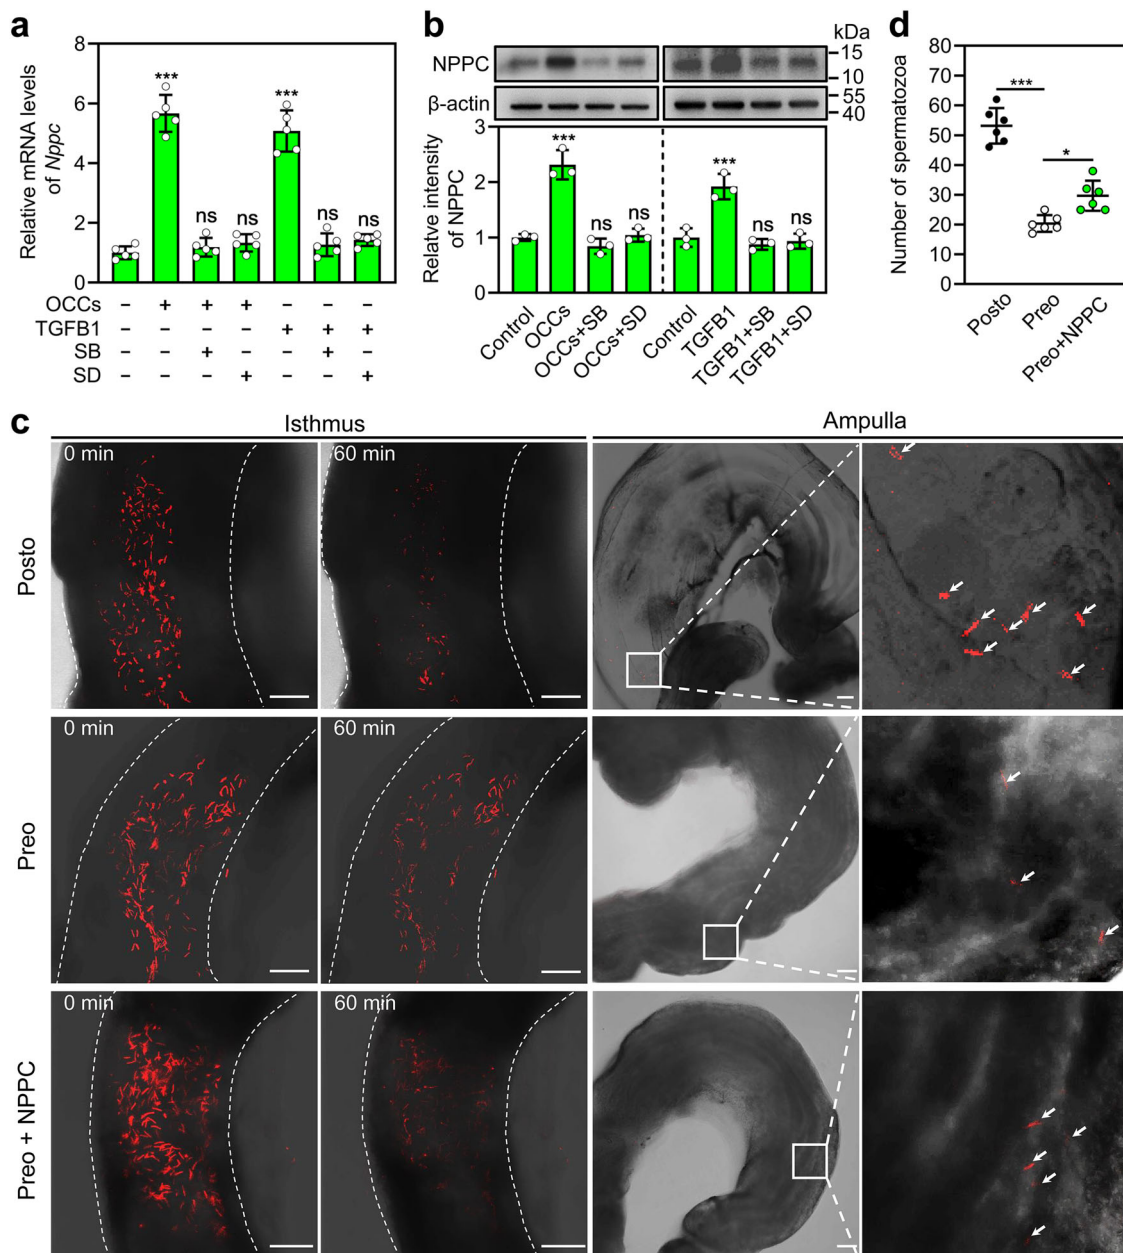 a
Relative mRNA levels
of Nppc
8
6
4
2
0
***
ns
ns
***
ns
ns
OCCs − + + + − − −
TGFB1 − − − − + + +
SB − − + − − + −
SD − − − + − − +
b
kDa
NPPC
15
10
β-actin
55
40
Relative intensity
of NPPC
3
2
1
0
***
ns
ns
***
ns
ns
Control
OCCs
OCCs+SB
OCCs+SD
Control
TGFB1
TGFB1+SB
TGFB1+SD
d
Number of spermatozoa
80
70
60
50
40
30
20
10
0
***
*
Posto
Preo
Preo+NPPC
c
Isthmus
Ampulla
Posto
0 min
60 min
Preo
0 min
60 min
Preo + NPPC
0 min
60 min